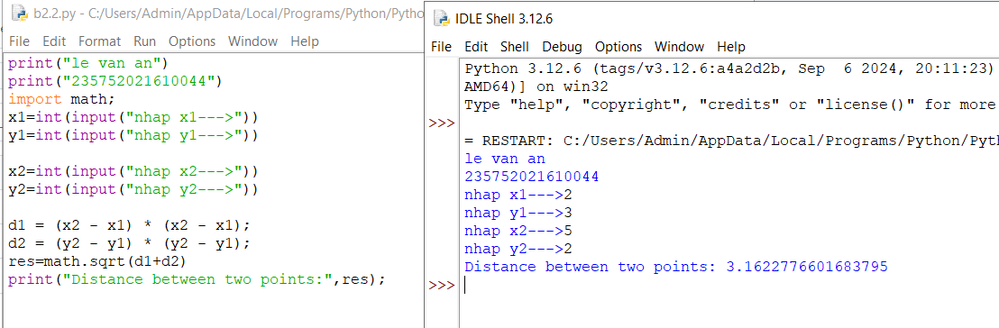 b2.2.py - C:/Users/Admin/AppData/Local/Programs/Python/Python
File Edit Format Run Options Window Help
print("le van an")
print("235752021610044")
import math;
x1=int(input("nhap x1--->"))
y1=int(input("nhap y1--->"))
x2=int(input("nhap x2--->"))
y2=int(input("nhap y2--->"))
d1 = (x2 - x1) * (x2 - x1);
d2 = (y2 - y1) * (y2 - y1);
res=math.sqrt(d1+d2)
print("Distance between two points:",res);
IDLE Shell 3.12.6
File Edit Shell Debug Options Window Help
Python 3.12.6 (tags/v3.12.6:a4a2d2b, Sep  6 2024, 20:11:23)
AMD64)] on win32
Type "help", "copyright", "credits" or "license()" for more
>>>
= RESTART: C:/Users/Admin/AppData/Local/Programs/Python/Pyth
le van an
235752021610044
nhap x1--->2
nhap y1--->3
nhap x2--->5
nhap y2--->2
Distance between two points: 3.1622776601683795
>>>